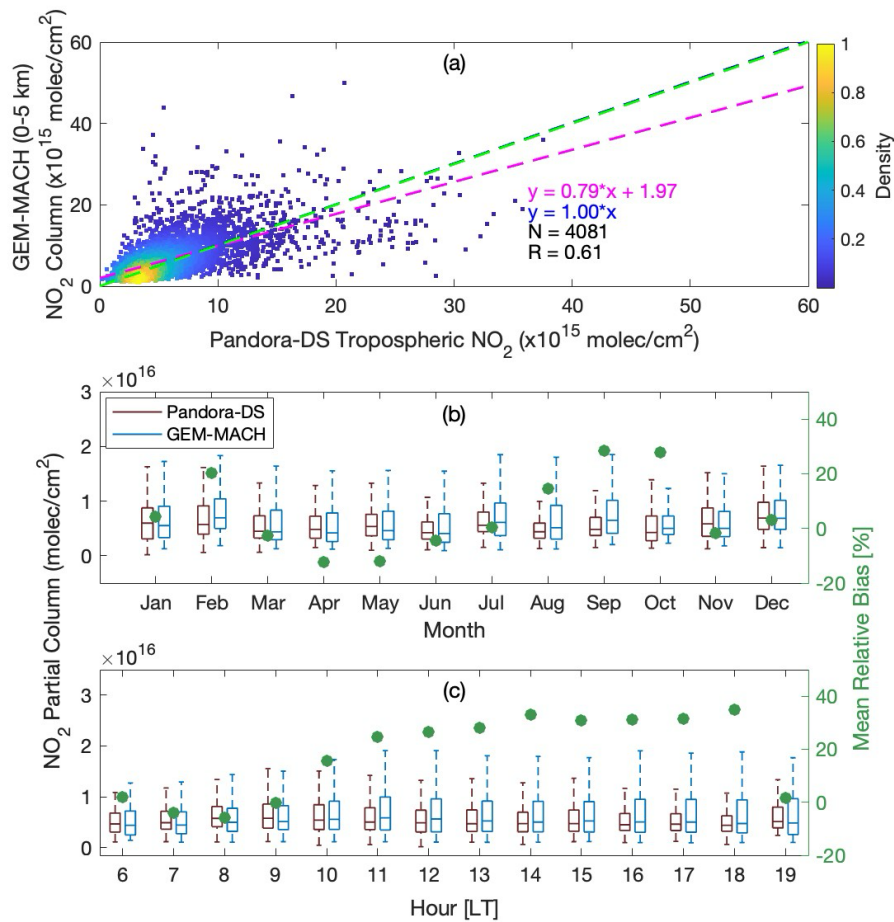 (a)
GEM-MACH (0-5 km)
NO2 Column (x10^15 molec/cm^2)
60
40
20
0
y = 0.79*x + 1.97
y = 1.00*x
N = 4081
R = 0.61
0 10 20 30 40 50 60
Pandora-DS Tropospheric NO2 (x10^15 molec/cm^2)
1
0.8
0.6
0.4
0.2
Density
× 10^16
(b)
Pandora-DS
GEM-MACH
3
2
1
0
40
20
0
-20
Jan Feb Mar Apr May Jun Jul Aug Sep Oct Nov Dec
Month
NO2 Partial Column (molec/cm^2)
Mean Relative Bias [%]
× 10^16
(c)
3
2
1
0
40
20
0
-20
6 7 8 9 10 11 12 13 14 15 16 17 18 19
Hour [LT]